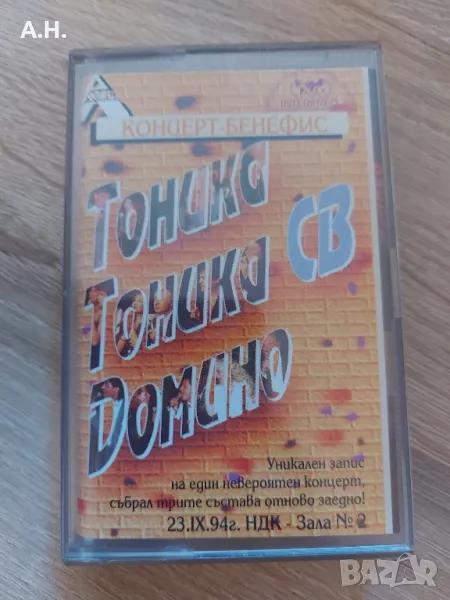 A.H.
КОНЦЕРТ-БЕНЕФИС
Тоника
Тоника СВ
Домино
Уникален запис
на един невероятен концерт,
събрал трите състава отново заедно!
23.IX.94г. НДК - Зала № 2
BAZAR